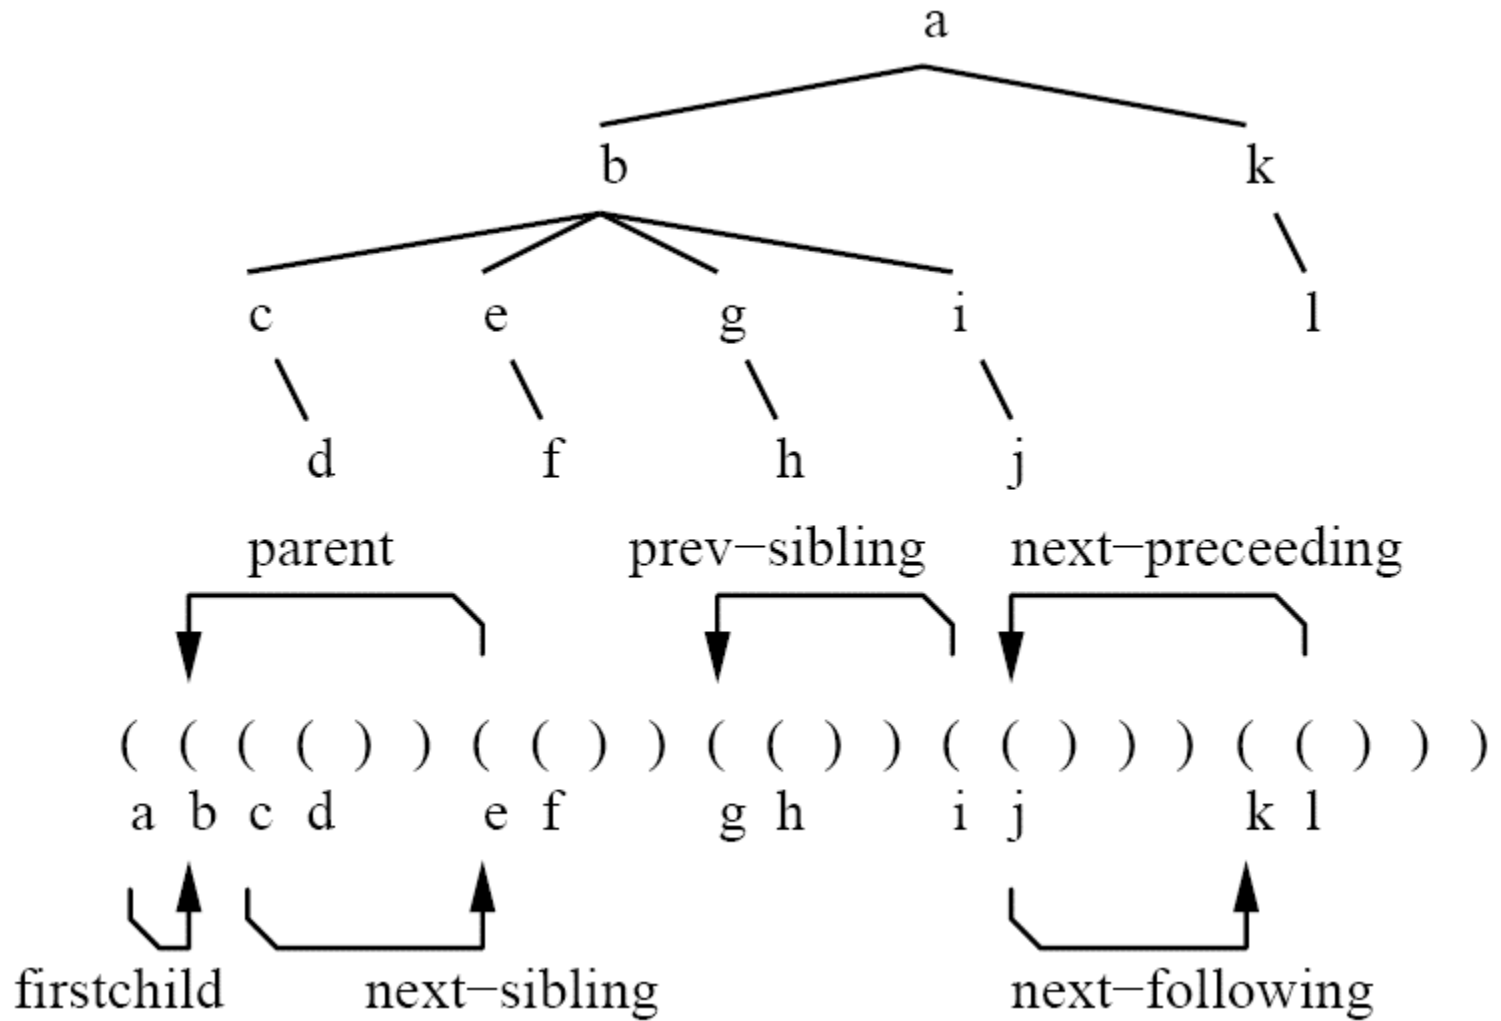 a
b k
c e g i l
d f h j
parent prev−sibling next−preceeding
( ( ( ( ) ) ( ( ) ) ( ( ) ) ( ( ) ) ) ( ( ) ) )
a b c d e f g h i j k l
firstchild next−sibling next−following